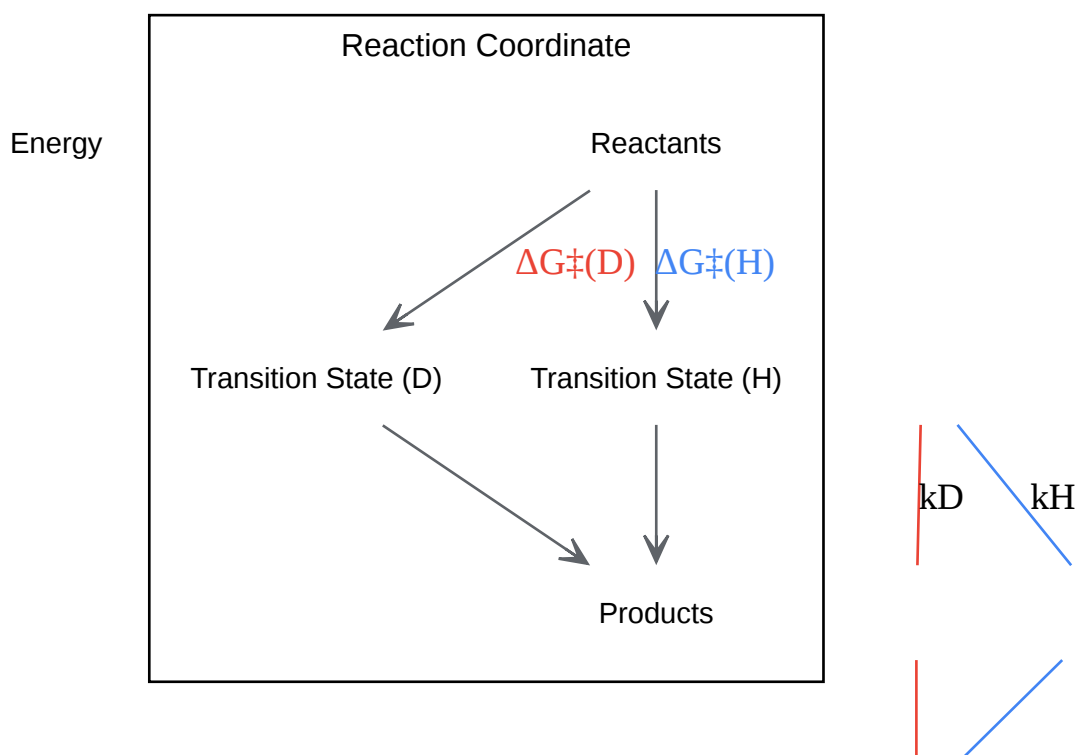 Reaction Coordinate
Energy
Reactants
ΔG‡(D)
ΔG‡(H)
Transition State (D)
Transition State (H)
kD
kH
Products